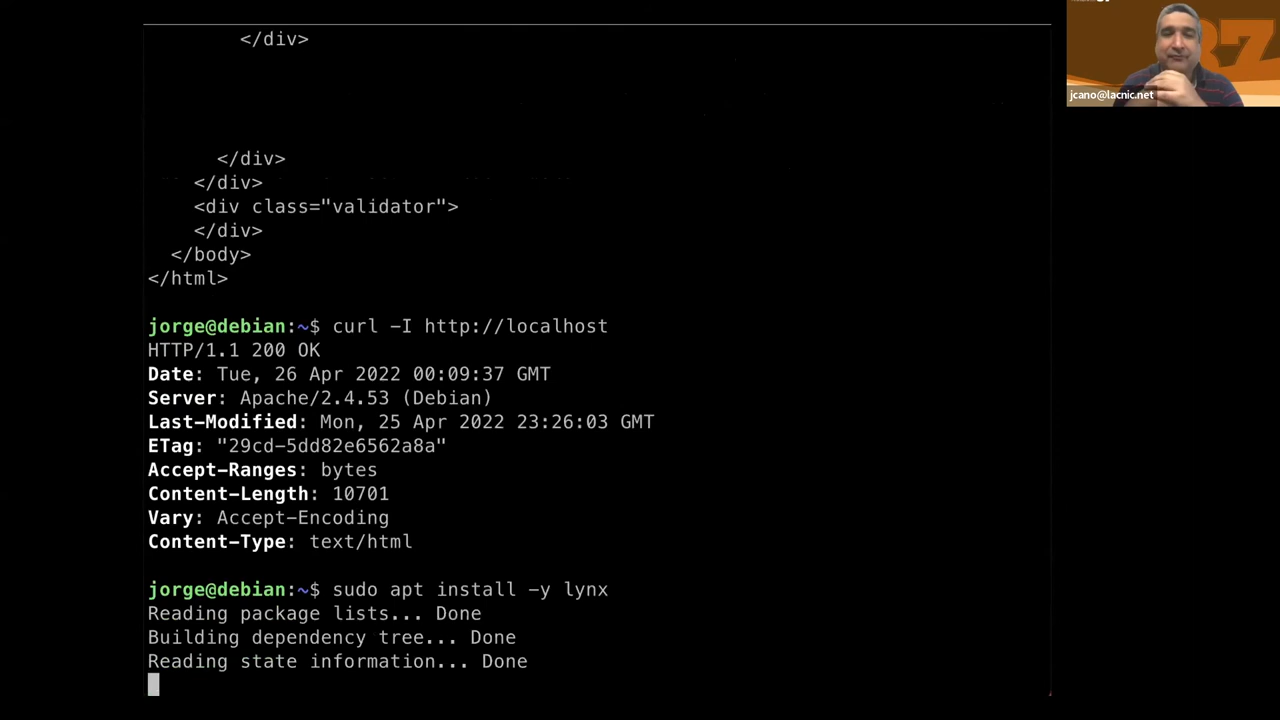 </div>
</div>
</div>
<div class="validator">
</div>
</body>
</html>
jorge@debian:~$ curl -I http://localhost
HTTP/1.1 200 OK
Date: Tue, 26 Apr 2022 00:09:37 GMT
Server: Apache/2.4.53 (Debian)
Last-Modified: Mon, 25 Apr 2022 23:26:03 GMT
ETag: "29cd-5dd82e6562a8a"
Accept-Ranges: bytes
Content-Length: 10701
Vary: Accept-Encoding
Content-Type: text/html
jorge@debian:~$ sudo apt install -y lynx
Reading package lists... Done
Building dependency tree... Done
Reading state information... Done
37
jcano@lacnic.net